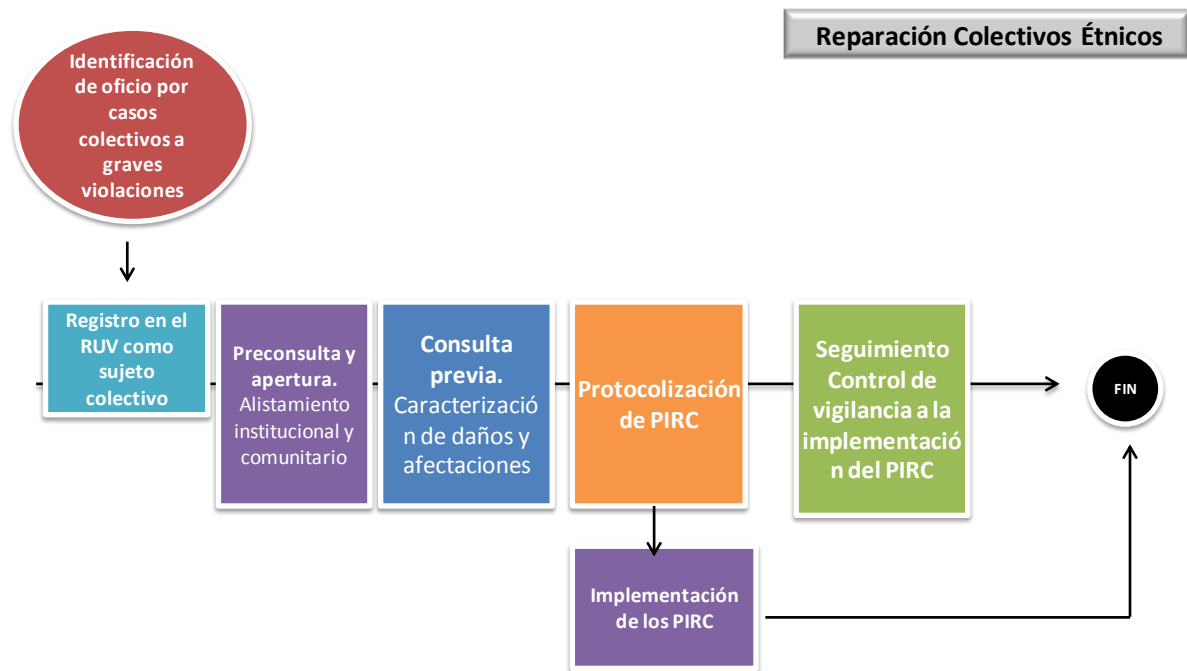 Reparación Colectivos Étnicos
Identificación
de oficio por
casos
colectivos a
graves
violaciones
Registro en el
RUV como
sujeto
colectivo
Preconsulta y
apertura.
Alistamiento
institucional y
comunitario
Consulta
previa.
Caracterizació
n de daños y
afectaciones
Protocolización
de PIRC
Seguimiento
Control de
vigilancia a la
implementació
n del PIRC
FIN
Implementación
de los PIRC